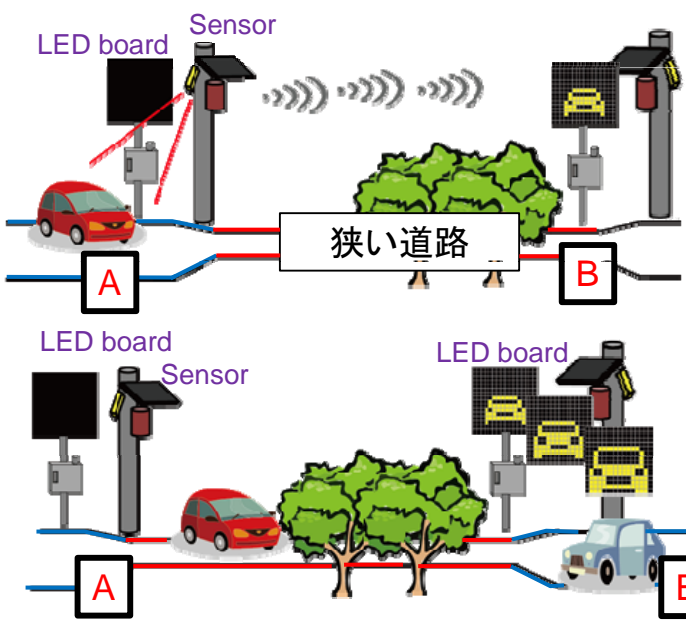 Sensor
LED board
狭い道路
A
B
LED board
LED board
Sensor
A
B